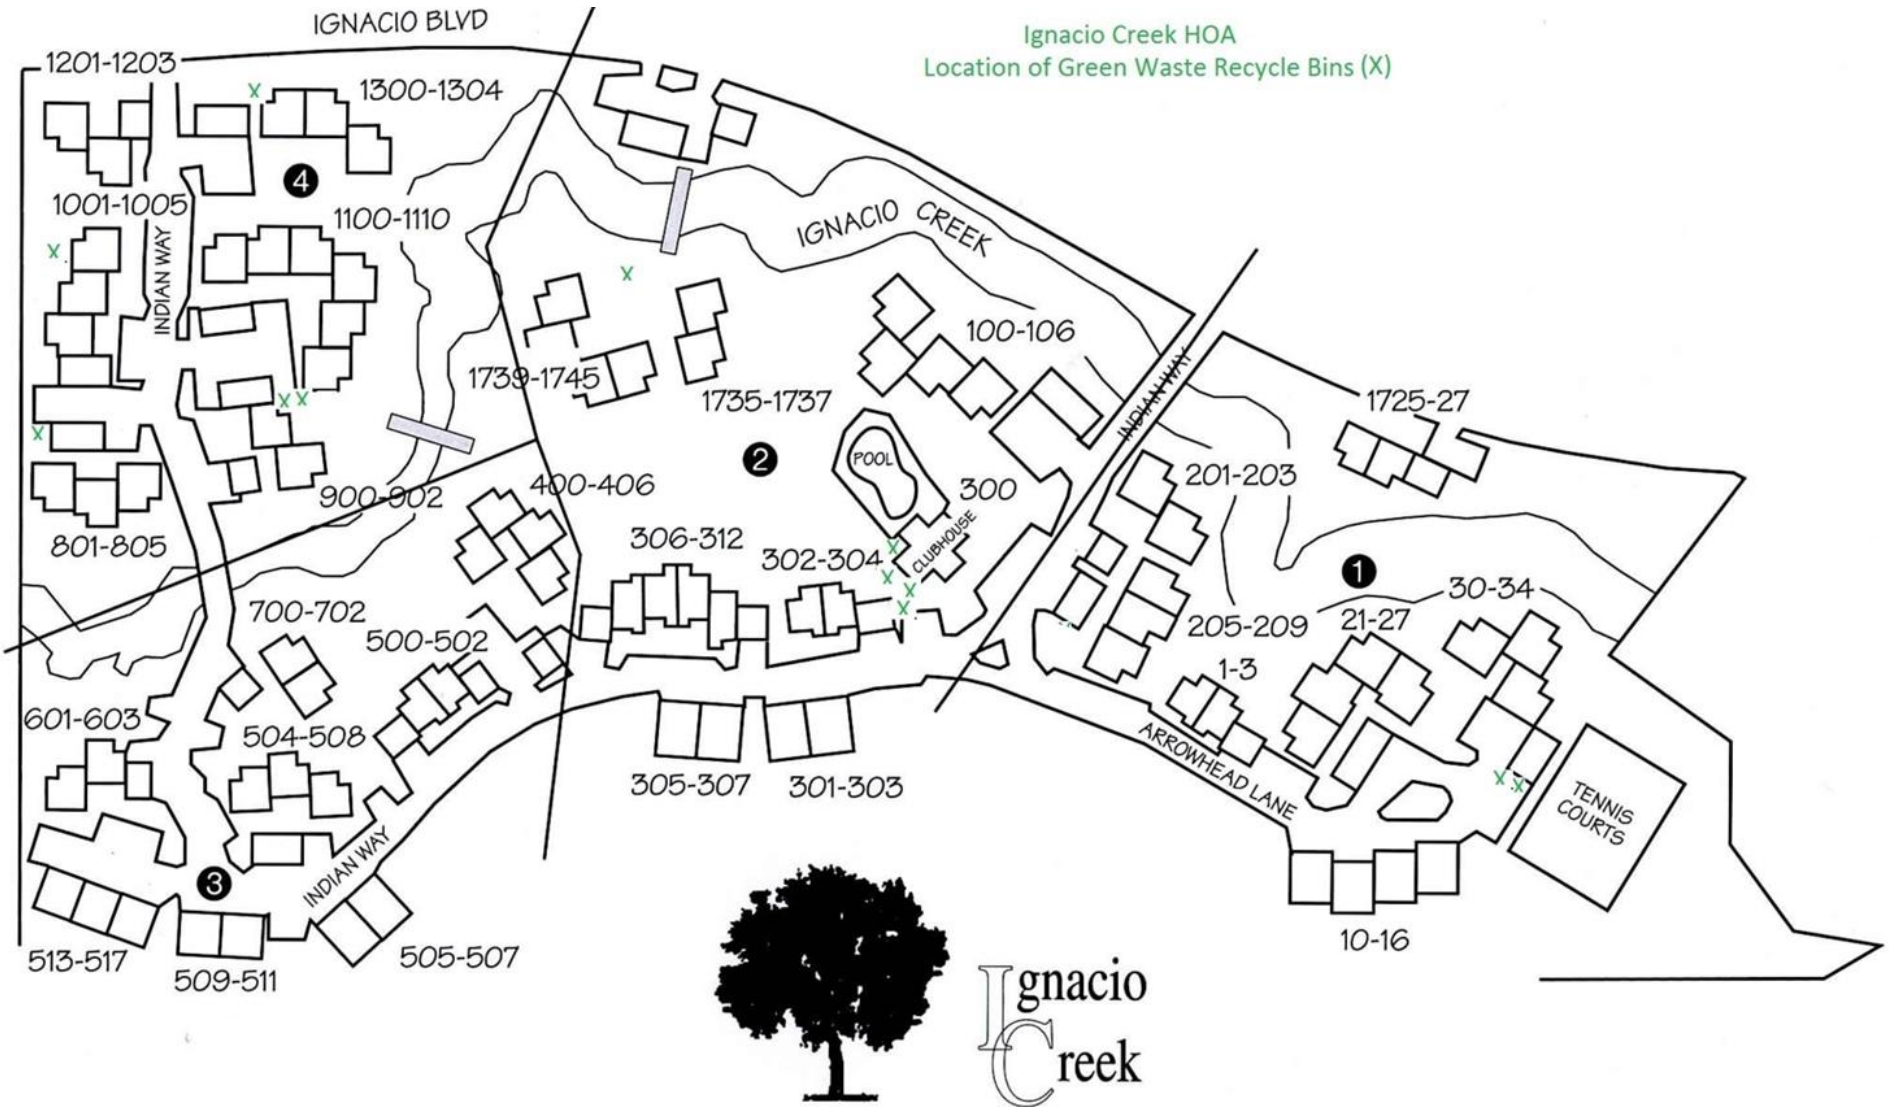 IGNACIO BLVD
Ignacio Creek HOA
Location of Green Waste Recycle Bins (X)
1201-1203
X
1300-1304
4
1001-1005
1100-1110
IGNACIO CREEK
X
INDIAN WAY
X
100-106
1739-1745
1735-1737
INDIAN WAY
1725-27
X X
X
2
POOL
900-902
400-406
300
201-203
801-805
306-312
302-304
X
CLUBHOUSE
X
X
X
1
30-34
700-702
500-502
205-209
21-27
1-3
601-603
504-508
305-307
301-303
ARROWHEAD LANE
X X
TENNIS
COURTS
INDIAN WAY
3
513-517
509-511
505-507
10-16
Ignacio
Creek